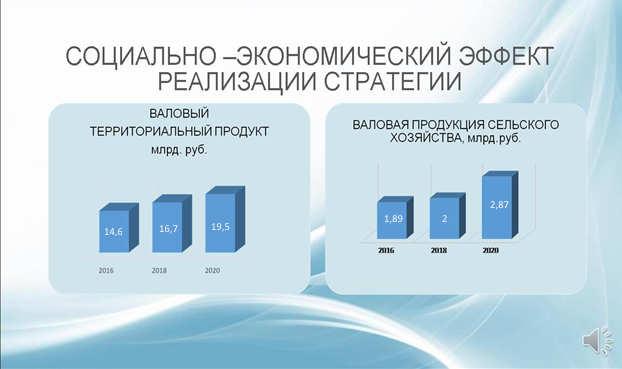 СОЦИАЛЬНО –ЭКОНОМИЧЕСКИЙ ЭФФЕКТ
РЕАЛИЗАЦИИ СТРАТЕГИИ
ВАЛОВЫЙ
ТЕРРИТОРИАЛЬНЫЙ ПРОДУКТ
млрд. руб.
14,6
16,7
19,5
2016
2018
2020
ВАЛОВАЯ ПРОДУКЦИЯ СЕЛЬСКОГО
ХОЗЯЙСТВА, млрд.руб.
1,89
2
2,87
2016
2018
2020